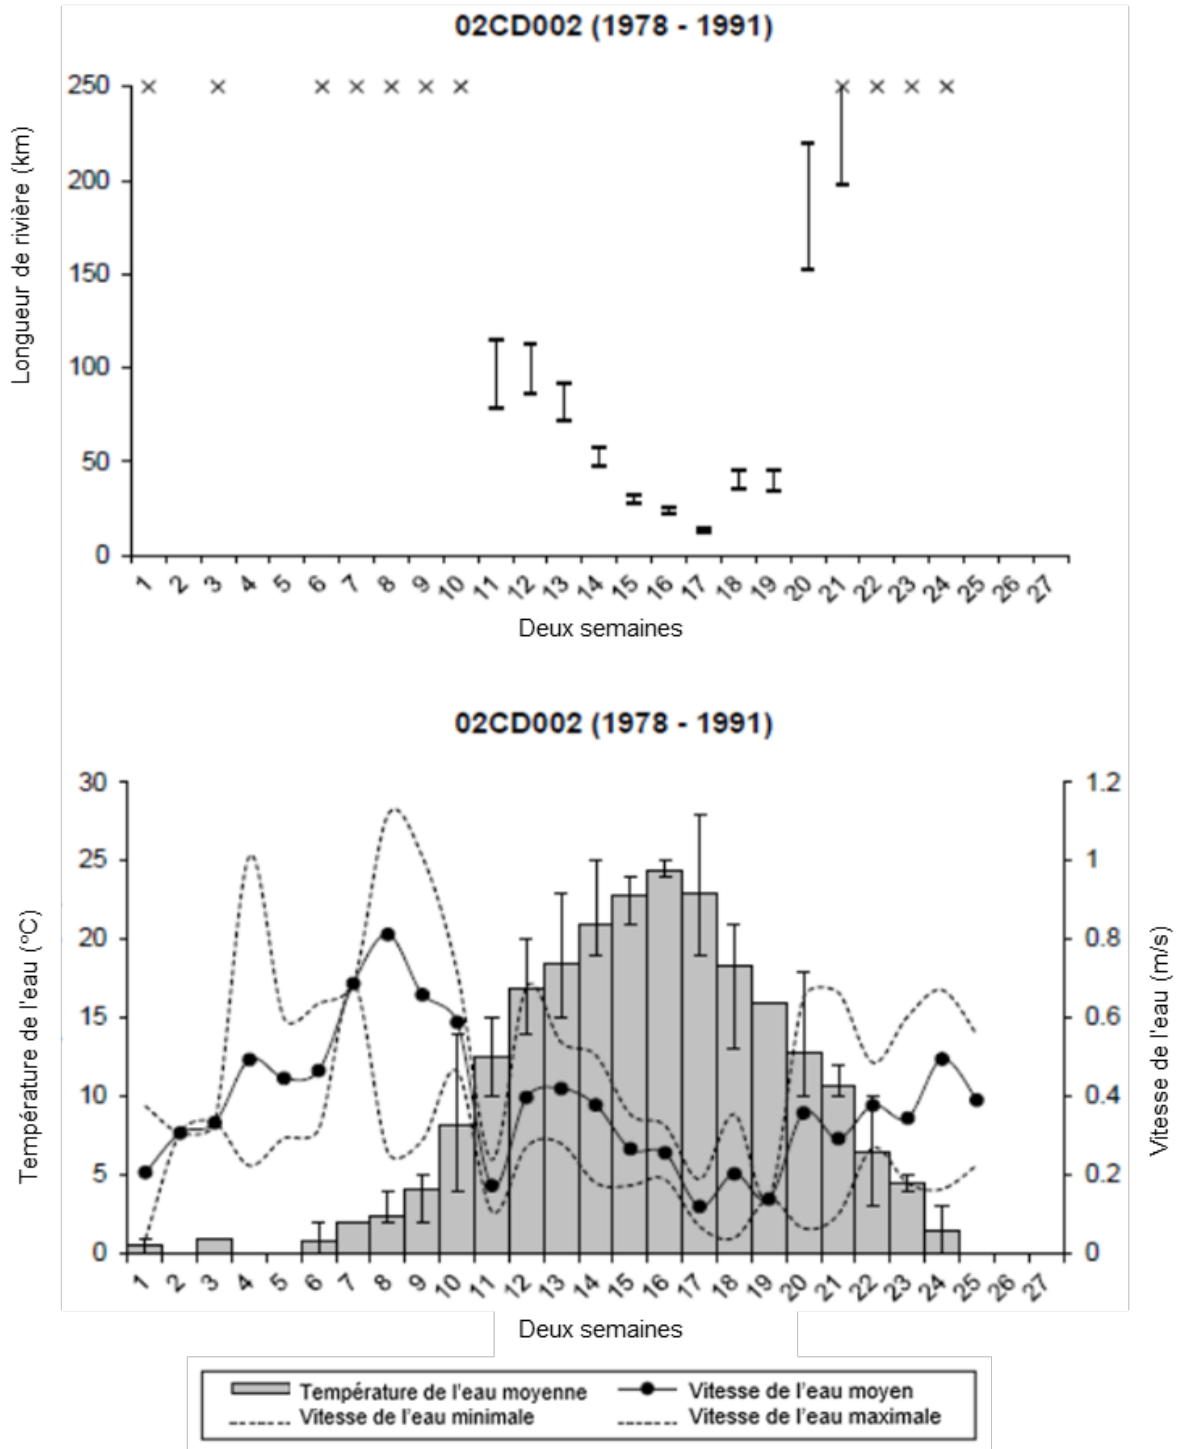 02CD002 (1978 - 1991)
Longueur de rivière (km)
250
200
150
100
50
0
1 2 3 4 5 6 7 8 9 10 11 12 13 14 15 16 17 18 19 20 21 22 23 24 25 26 27
Deux semaines
02CD002 (1978 - 1991)
Température de l'eau (°C)
30
25
20
15
10
5
0
Vitesse de l'eau (m/s)
1.2
1
0.8
0.6
0.4
0.2
0
1 2 3 4 5 6 7 8 9 10 11 12 13 14 15 16 17 18 19 20 21 22 23 24 25 26 27
Deux semaines
Température de l'eau moyenne Vitesse de l'eau moyen
Vitesse de l'eau minimale Vitesse de l'eau maximale